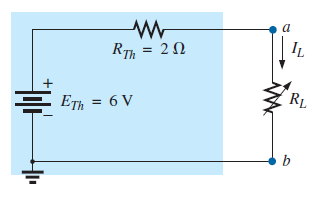 a
R_Th = 2 Ω
I_L
+
E_Th = 6 V
R_L
−
b